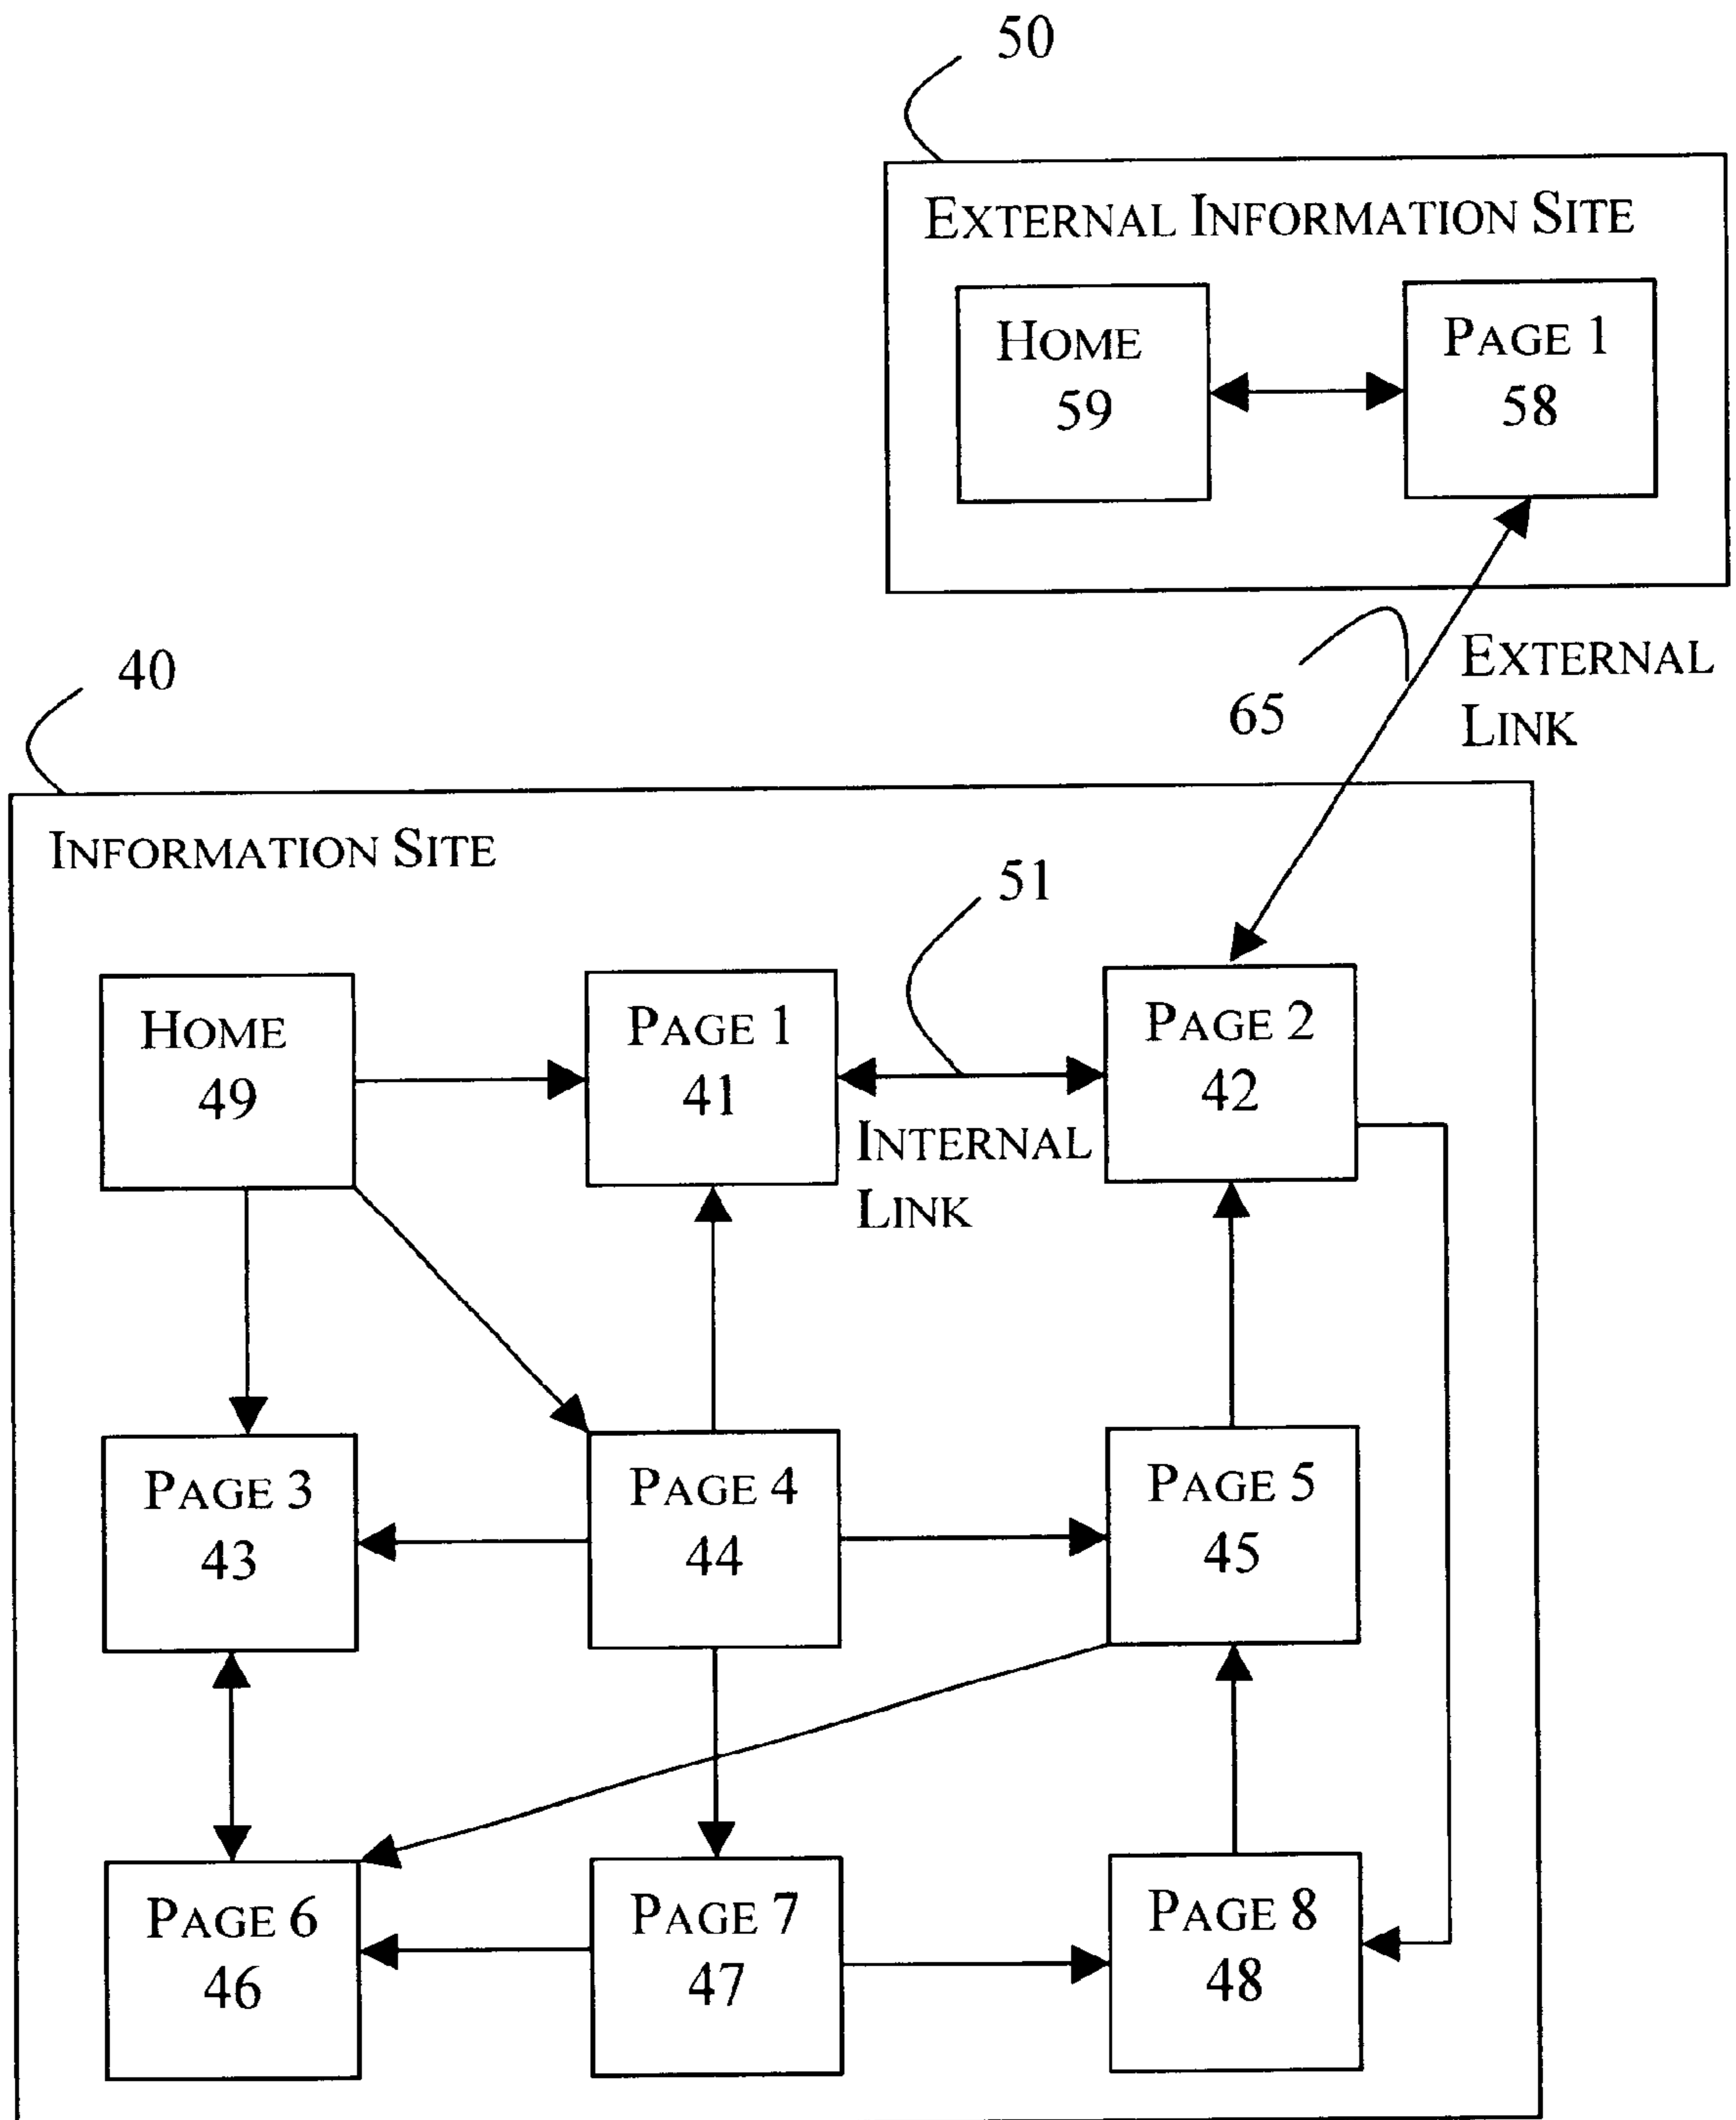 50
EXTERNAL INFORMATION SITE
HOME
59
PAGE 1
58
40
65
EXTERNAL
LINK
INFORMATION SITE
51
HOME
49
PAGE 1
41
INTERNAL
LINK
PAGE 2
42
PAGE 3
43
PAGE 4
44
PAGE 5
45
PAGE 6
46
PAGE 7
47
PAGE 8
48